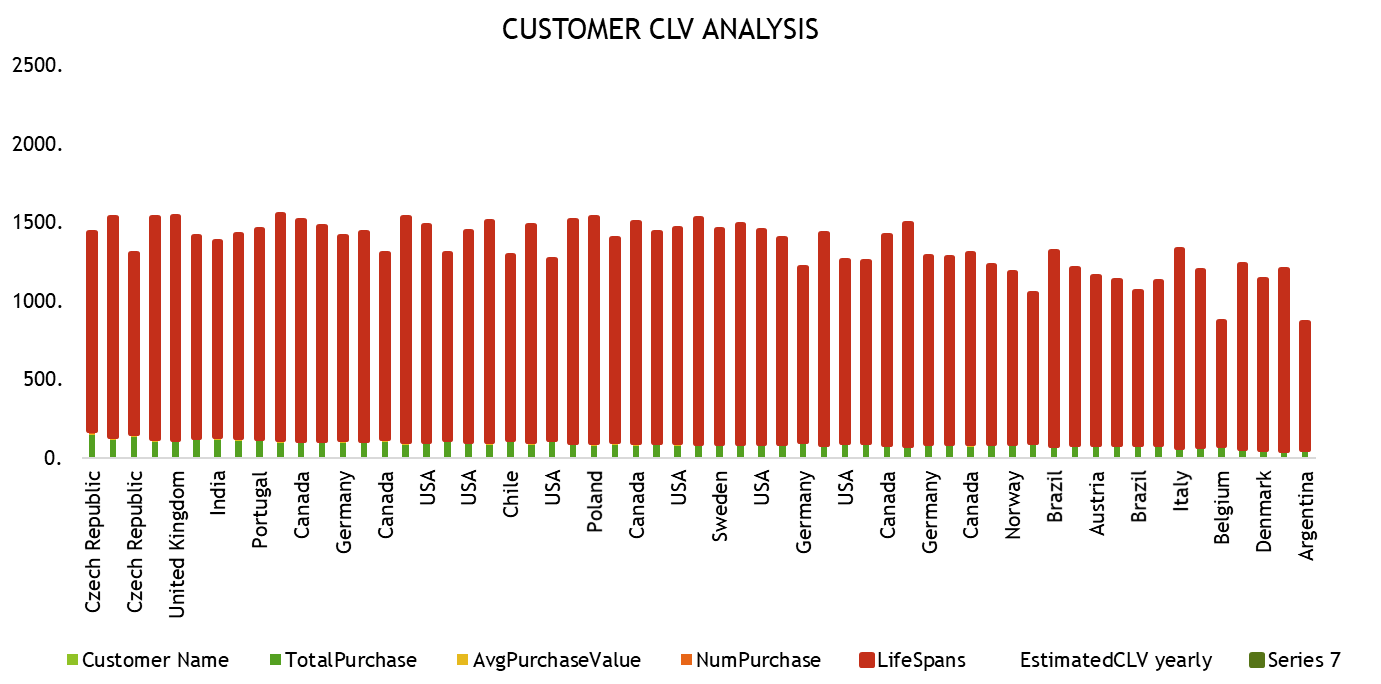 CUSTOMER CLV ANALYSIS
2500.
2000.
1500.
1000.
500.
0.
Czech Republic
Czech Republic
United Kingdom
India
Portugal
Canada
Germany
Canada
USA
USA
Chile
USA
Poland
Canada
USA
Sweden
USA
Germany
USA
Canada
Germany
Canada
Norway
Brazil
Austria
Brazil
Italy
Belgium
Denmark
Argentina
Customer Name TotalPurchase AvgPurchaseValue NumPurchase LifeSpans EstimatedCLV yearly Series 7